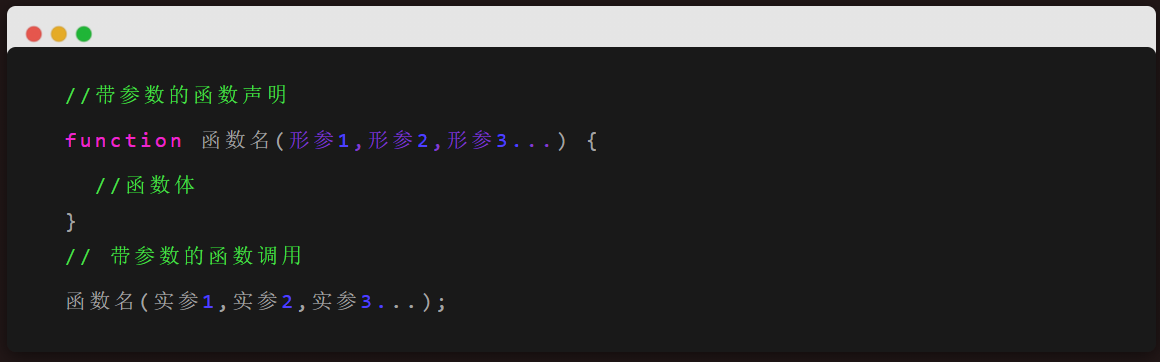 //带参数的函数声明
function 函数名(形参1,形参2,形参3...) {
//函数体
}
// 带参数的函数调用
函数名(实参1,实参2,实参3...);